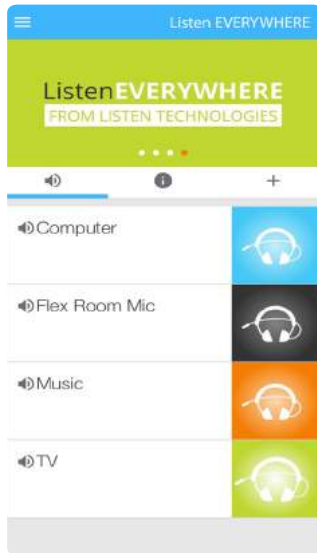 Listen EVERYWHERE
ListenEVERYWHERE
FROM LISTEN TECHNOLOGIES
Computer
Flex Room Mic
Music
TV